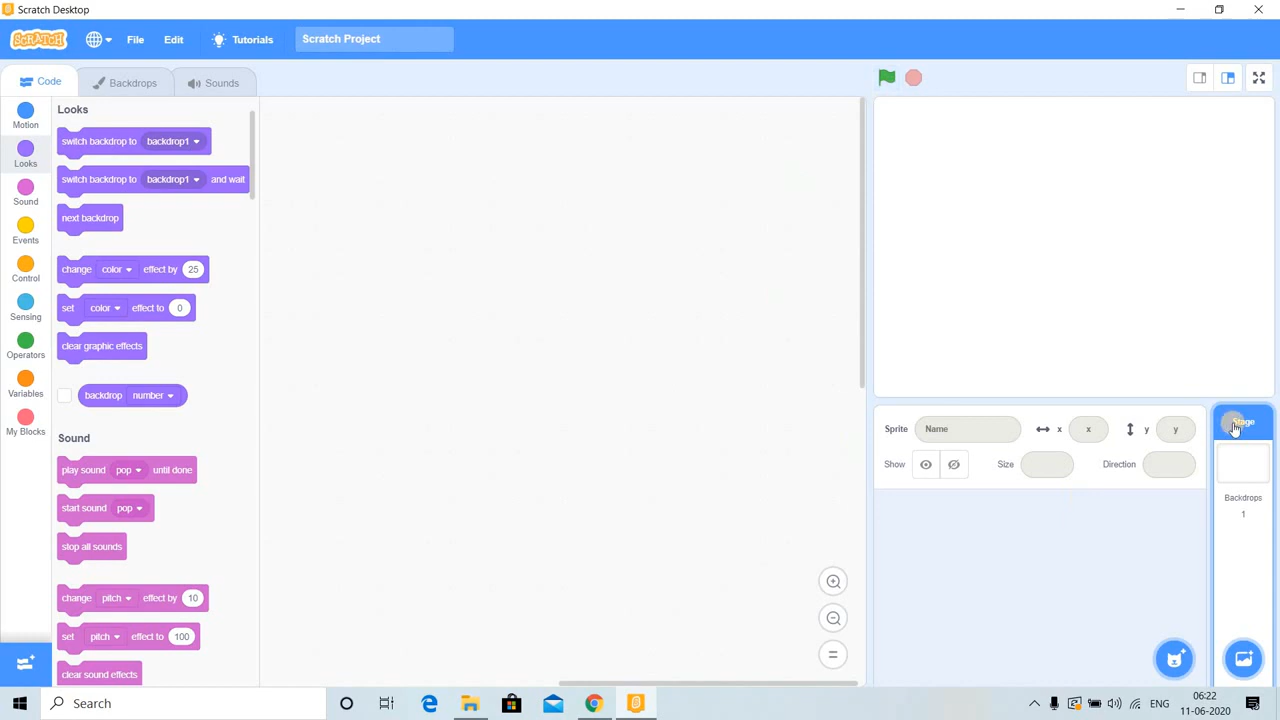 Scratch Desktop
SCRATCH
File
Edit
Tutorials
Scratch Project
Code
Backdrops
Sounds
Motion
Looks
Sound
Events
Control
Sensing
Operators
Variables
My Blocks
Looks
switch backdrop to backdrop1
switch backdrop to backdrop1 and wait
next backdrop
change color effect by 25
set color effect to 0
clear graphic effects
backdrop number
Sound
play sound pop until done
start sound pop
stop all sounds
change pitch effect by 10
set pitch effect to 100
clear sound effects
Sprite Name x x y y
Show Size Direction
Stage
Backdrops
1
Search
ENG
06:22
11-06-2020